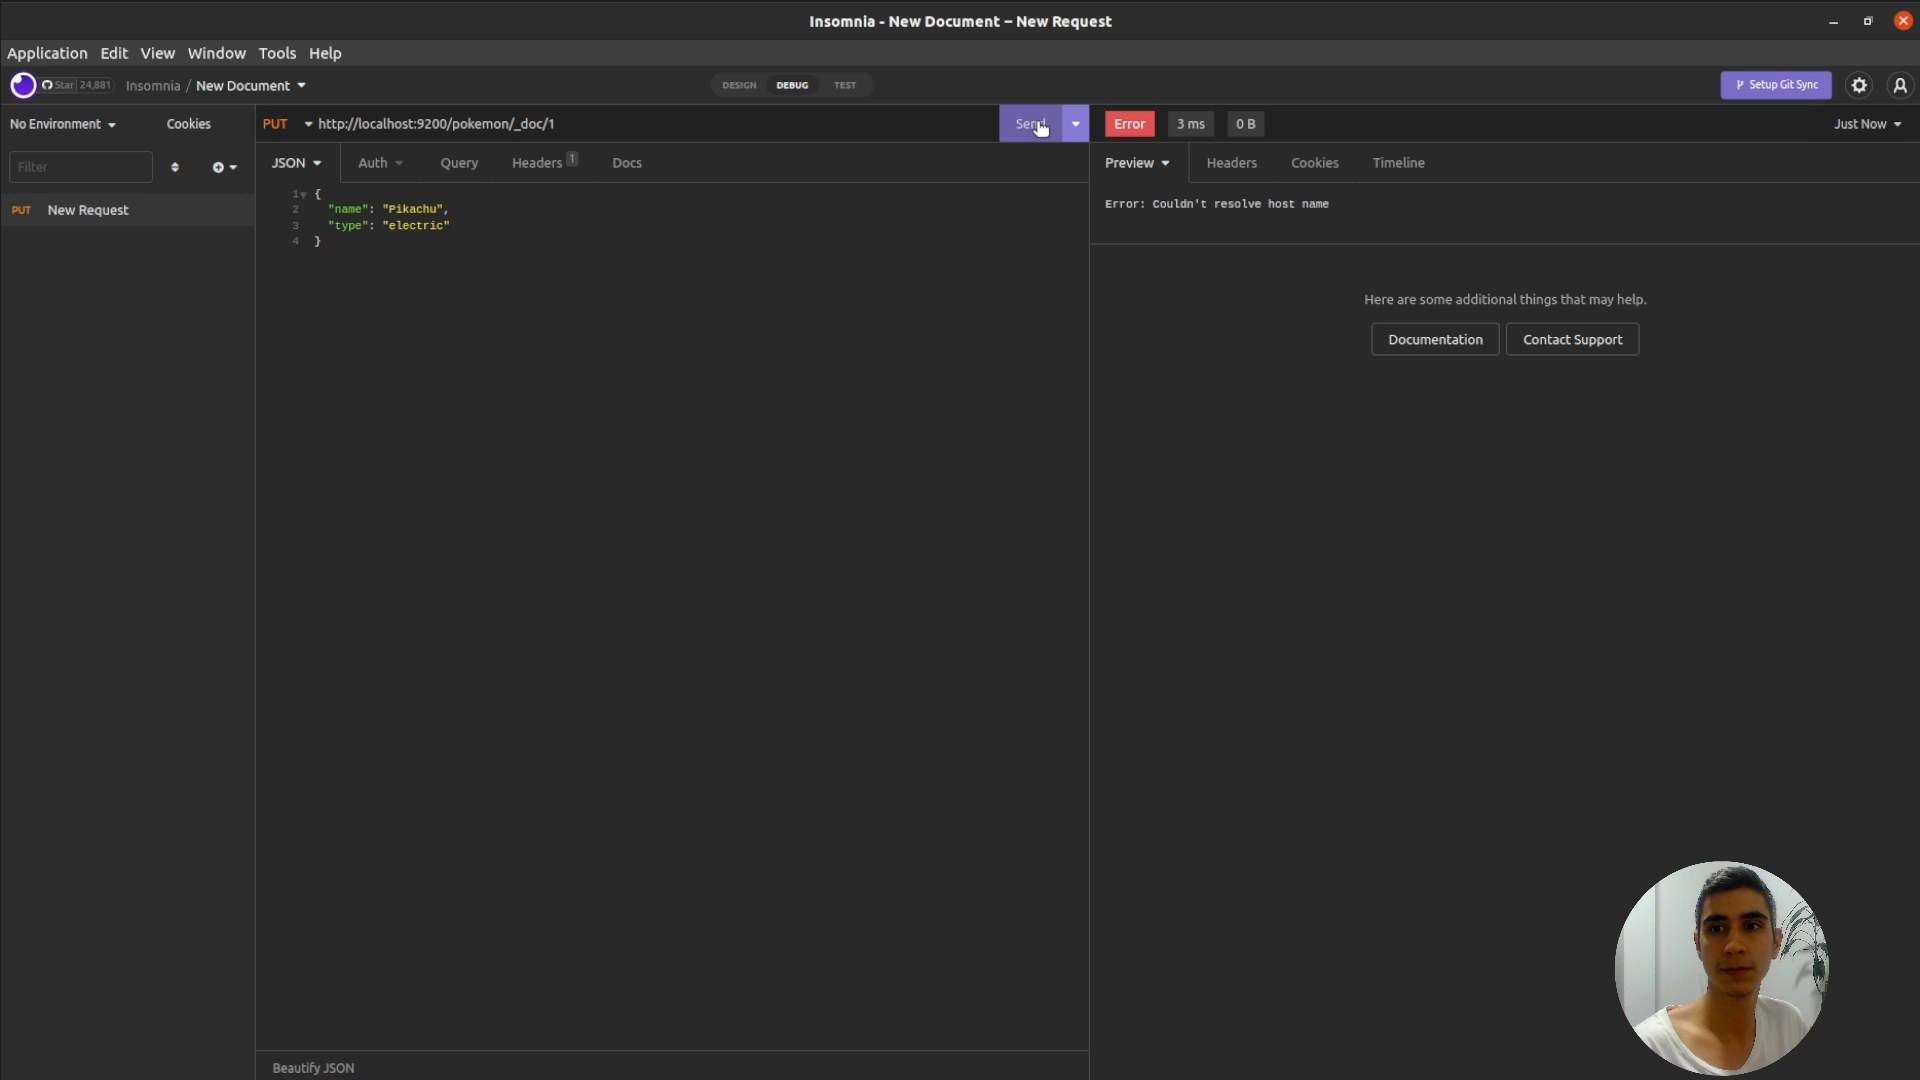 Insomnia - New Document – New Request
Application Edit View Window Tools Help
Star 24,881 Insomnia / New Document DESIGN DEBUG TEST Setup Git Sync
No Environment Cookies PUT http://localhost:9200/pokemon/_doc/1 Send Error 3 ms 0 B Just Now
Filter JSON Auth Query Headers 1 Docs Preview Headers Cookies Timeline
PUT New Request
1 {
2 "name": "Pikachu",
3 "type": "electric"
4 }
Beautify JSON
Error: Couldn't resolve host name
Here are some additional things that may help.
Documentation Contact Support